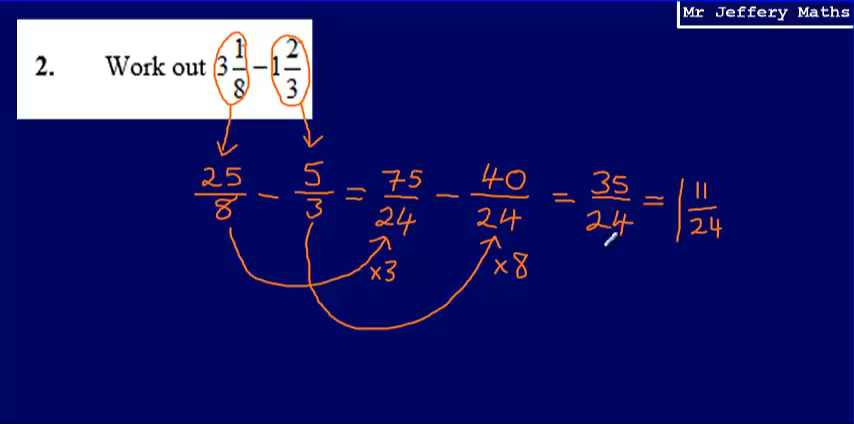 Mr Jeffery Maths
2. Work out 3 1/8 − 1 2/3
25/8 − 5/3 = 75/24 − 40/24 = 35/24 = 1 11/24
×3 ×8